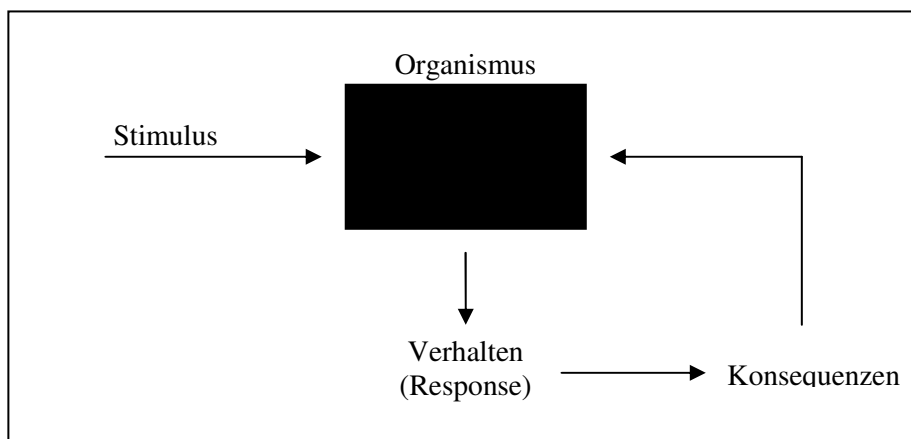 Organismus
Stimulus
Verhalten
(Response)
Konsequenzen